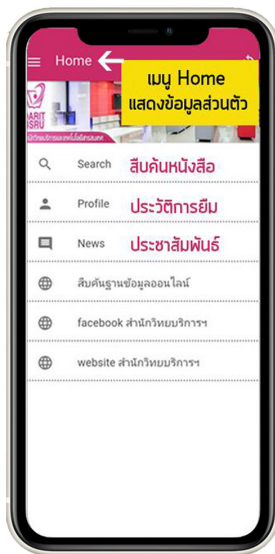 Home
เมนู Home
แสดงข้อมูลส่วนตัว
Search สืบค้นหนังสือ
Profile ประวัติการยืม
News ประชาสัมพันธ์
สืบค้นฐานข้อมูลออนไลน์
facebook สำนักวิทยบริการฯ
website สำนักวิทยบริการฯ